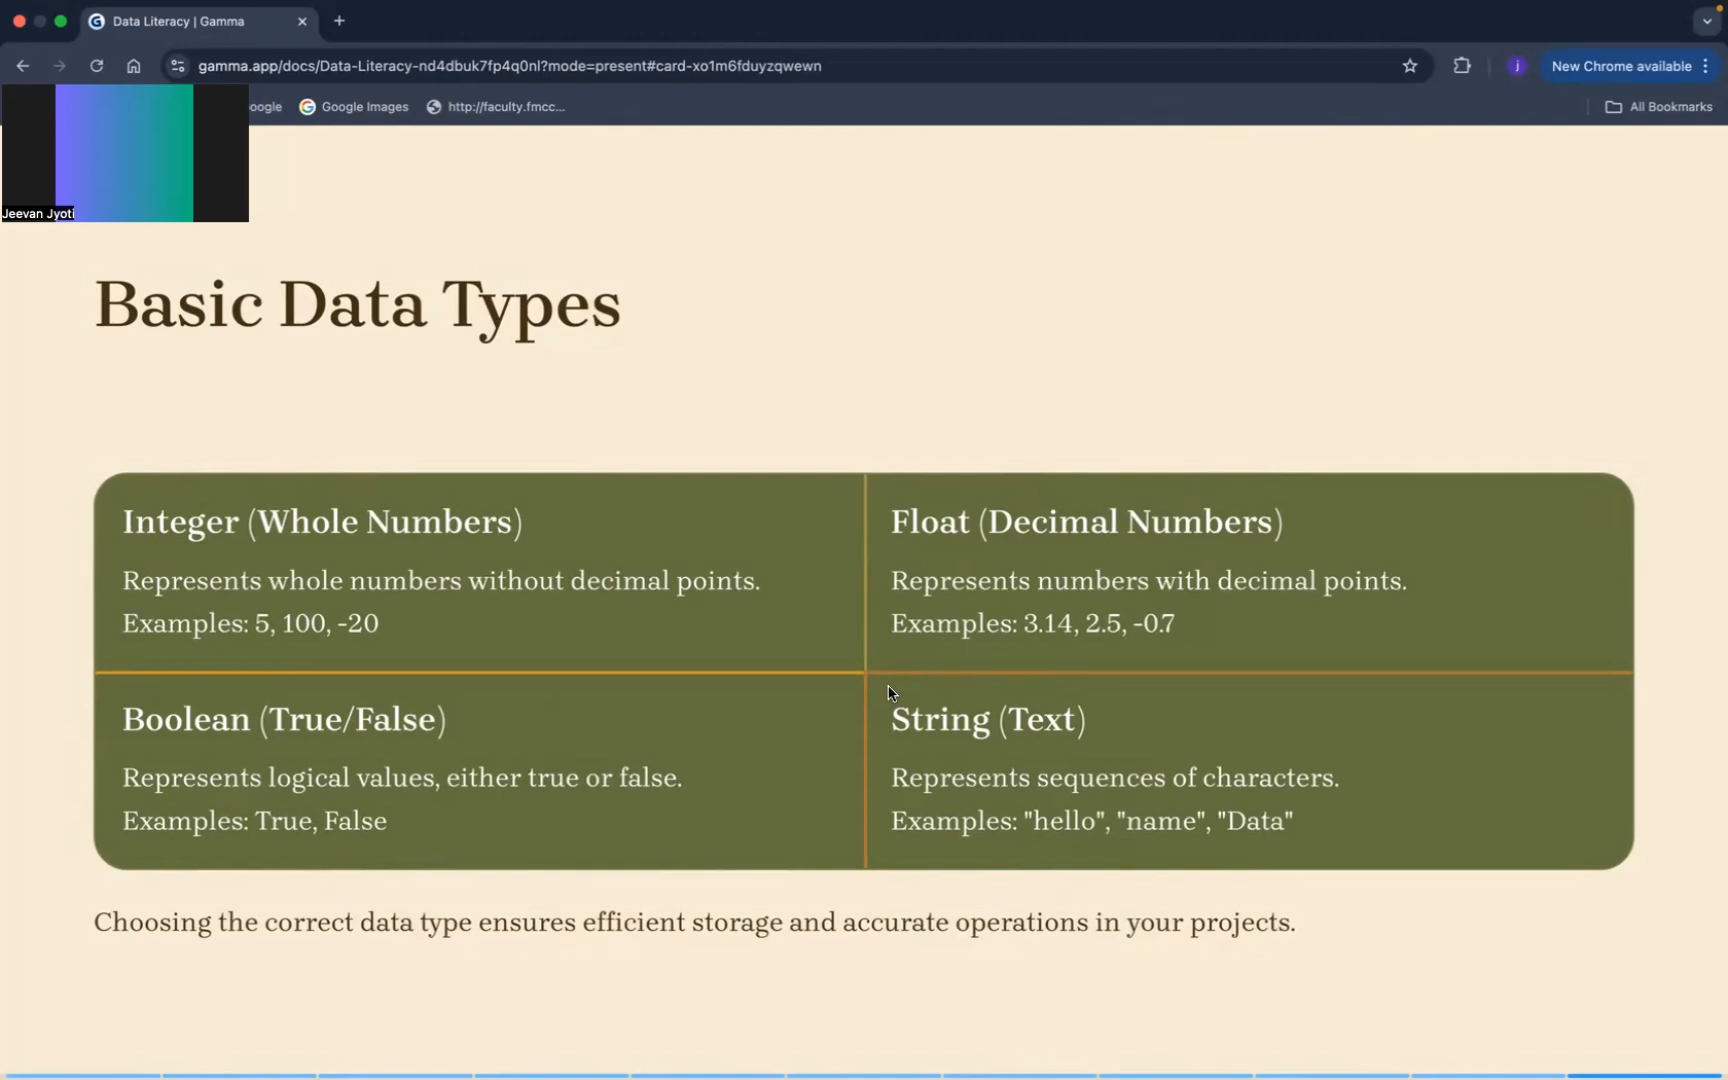 Data Literacy | Gamma
gamma.app/docs/Data-Literacy-nd4dbuk7fp4q0nl?mode=present#card-xo1m6fduyzqwewn
j
New Chrome available
oogle
Google Images
http://faculty.fmcc...
All Bookmarks
Jeevan Jyoti
Basic Data Types
Integer (Whole Numbers)
Represents whole numbers without decimal points.
Examples: 5, 100, -20
Float (Decimal Numbers)
Represents numbers with decimal points.
Examples: 3.14, 2.5, -0.7
Boolean (True/False)
Represents logical values, either true or false.
Examples: True, False
String (Text)
Represents sequences of characters.
Examples: "hello", "name", "Data"
Choosing the correct data type ensures efficient storage and accurate operations in your projects.